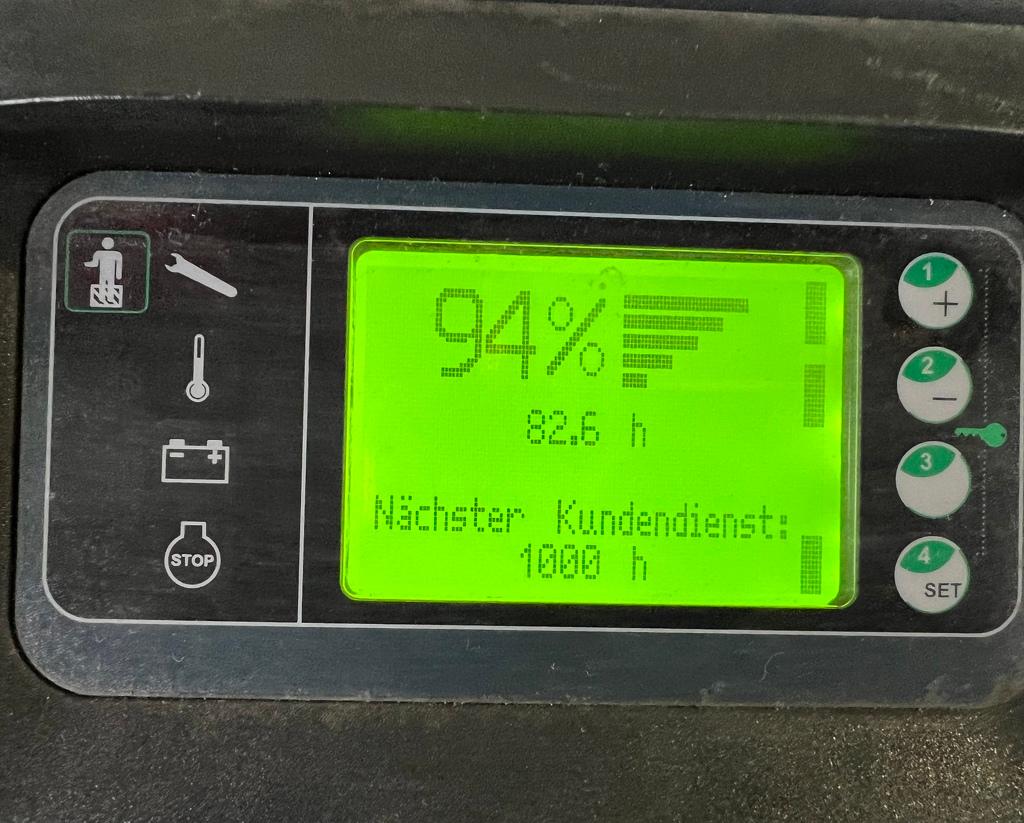 94%
82.6 h
Nächster Kundendienst:
1000 h
STOP
1
+
2
−
3
4
SET